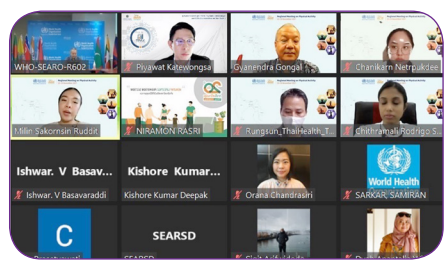 WHO-SEARO-R602
Piyawat Katewongsa
Gyanendra Gongal
Chanikarn Netrpukdee
Milin Sakornsin Ruddit
NIRAMON RASRI
Rungsun_ThaiHealth_T...
Chithramali Rodrigo S...
Ishwar. V Basav...
Ishwar. V Basavaraddi
Kishore Kumar...
Kishore Kumar Deepak
Orana Chandrasiri
World Health
SARKAR, SAMIRAN
C
SEARSD